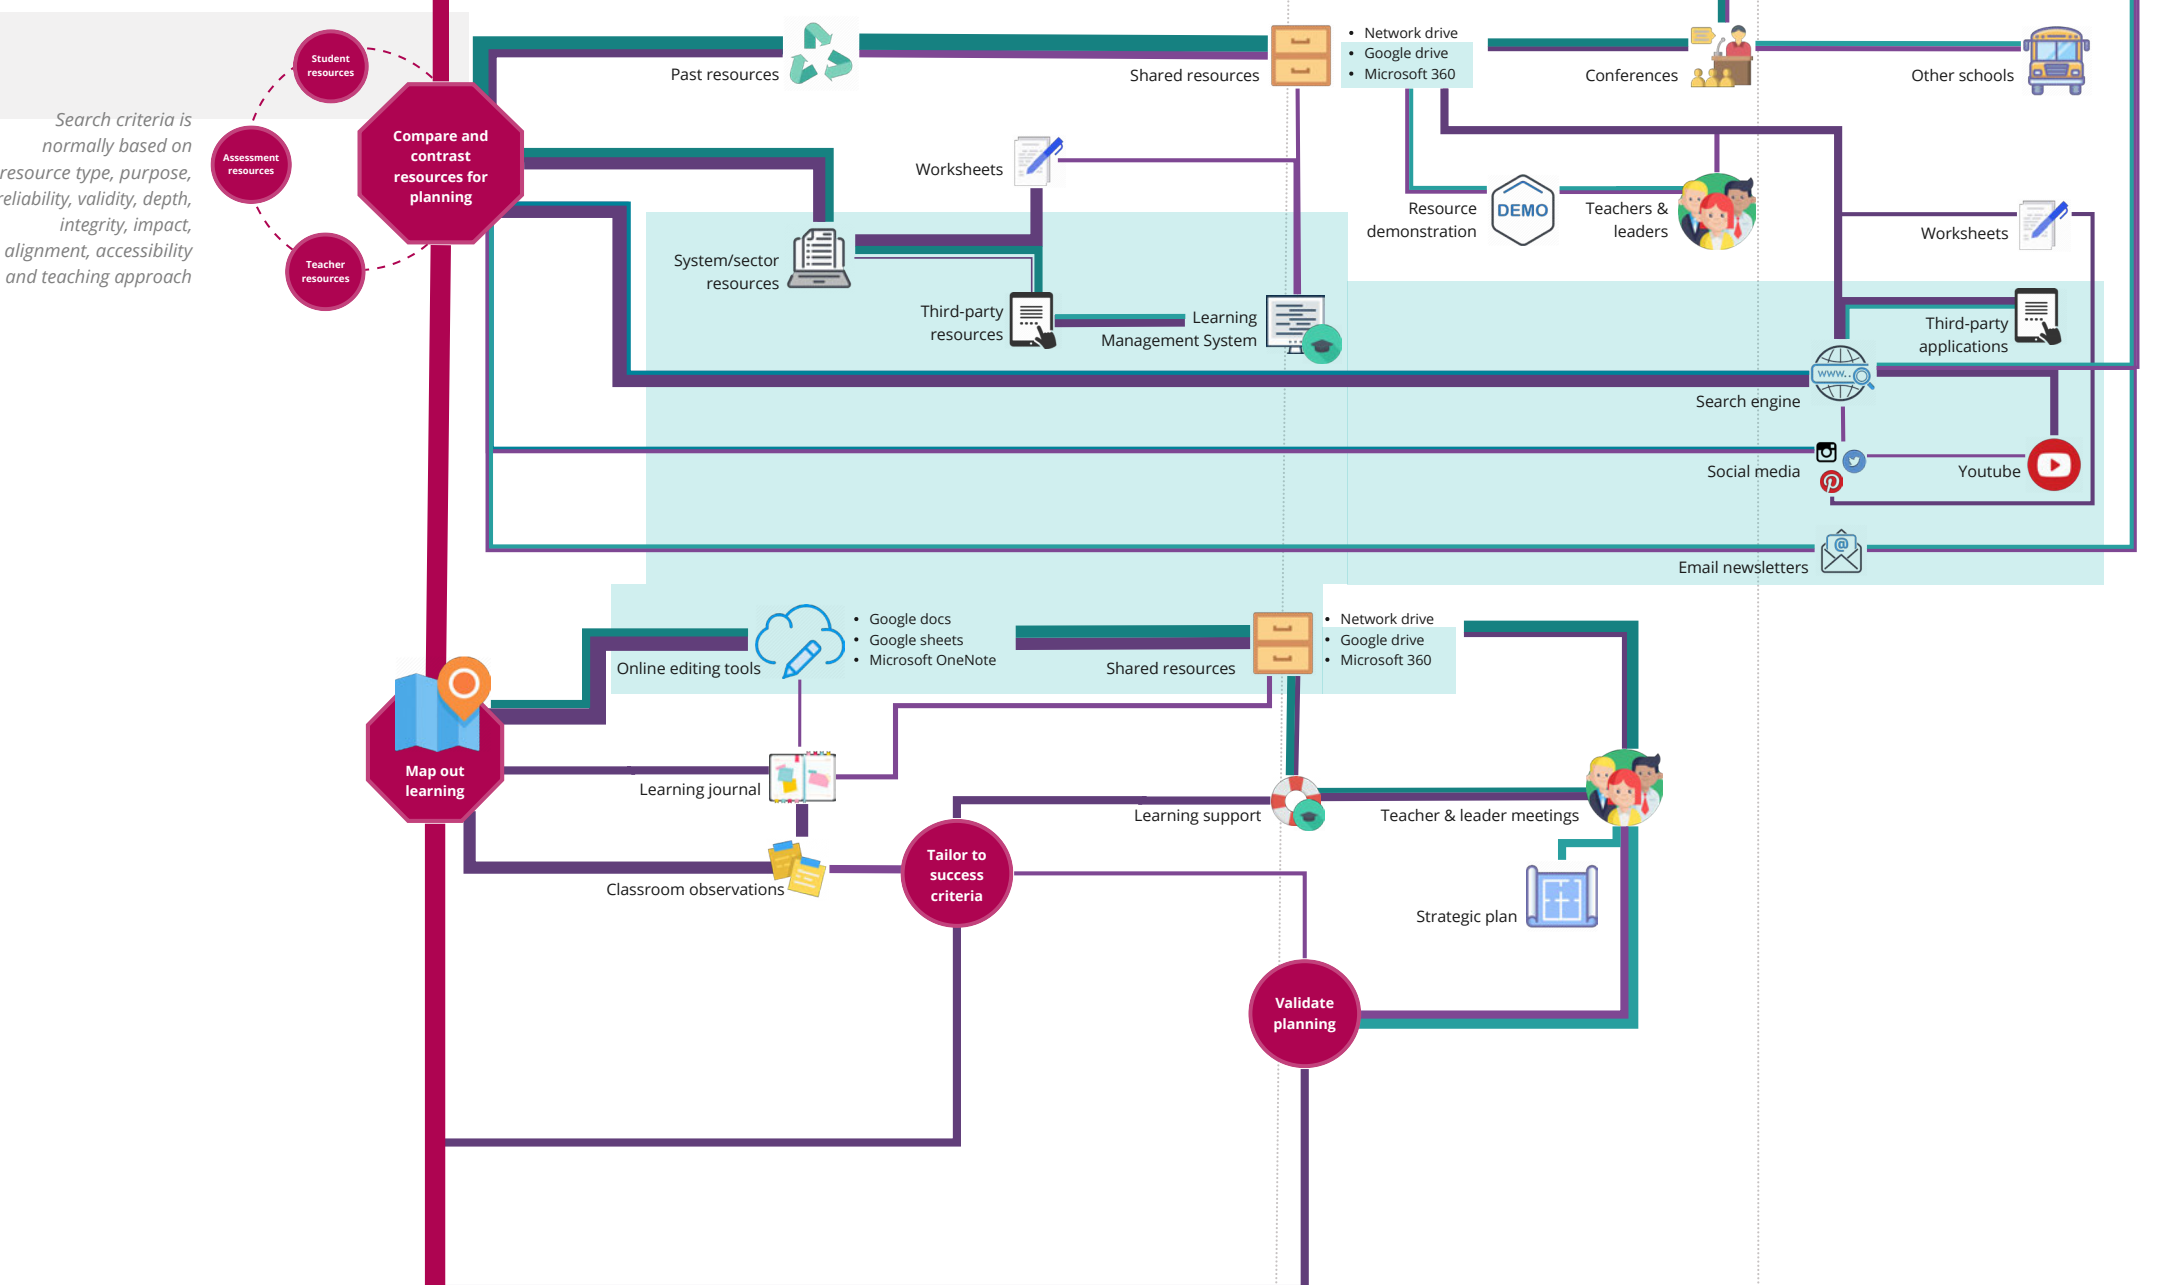 Student
resources
Search criteria is
normally based on
resource type, purpose,
reliability, validity, depth,
integrity, impact,
alignment, accessibility
and teaching approach
Assessment
resources
Teacher
resources
Compare and
contrast
resources for
planning
Past resources
Shared resources
• Network drive
• Google drive
• Microsoft 360
Conferences
Other schools
Worksheets
Resource
demonstration
DEMO
Teachers &
leaders
Worksheets
System/sector
resources
Third-party
resources
Learning
Management System
Third-party
applications
www..
Search engine
Social media
Youtube
@
Email newsletters
Online editing tools
• Google docs
• Google sheets
• Microsoft OneNote
Shared resources
• Network drive
• Google drive
• Microsoft 360
Map out
learning
Learning journal
Learning support
Teacher & leader meetings
Classroom observations
Tailor to
success
criteria
Strategic plan
Validate
planning